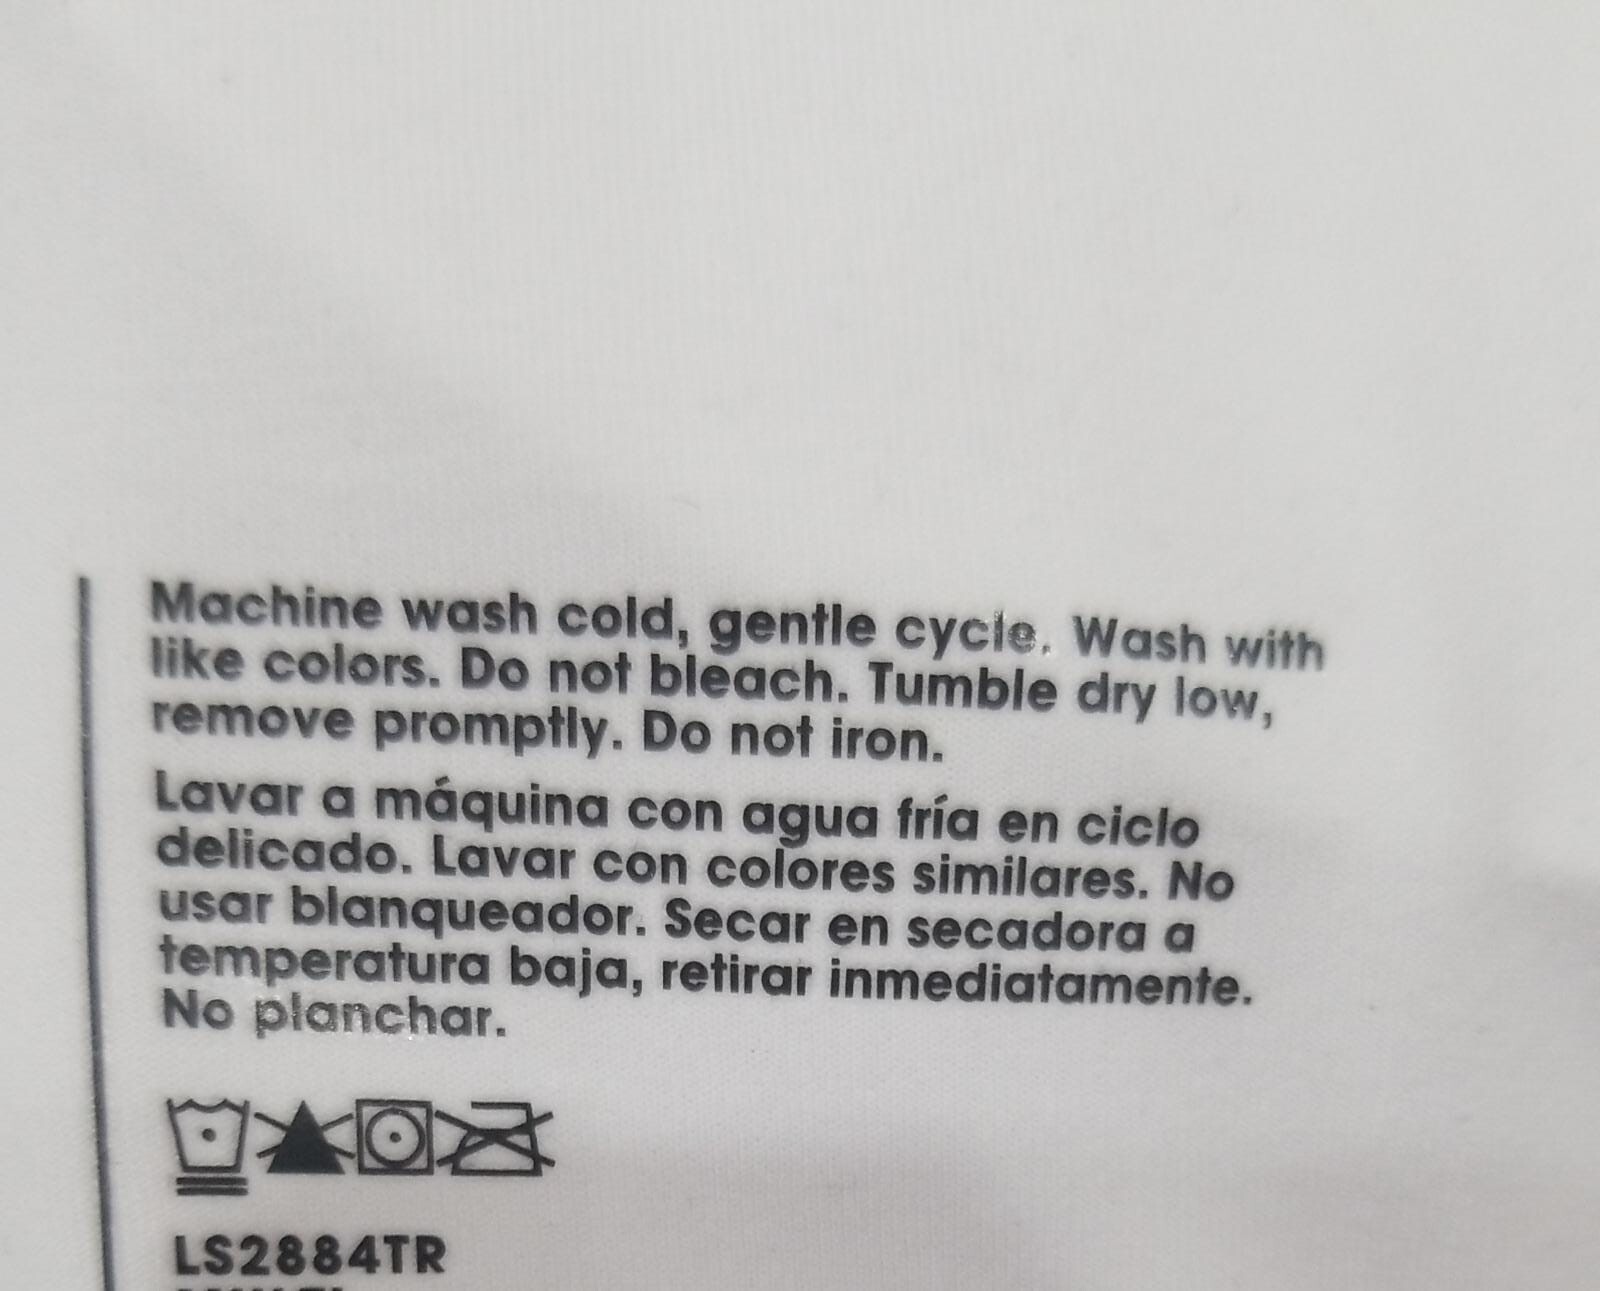 Machine wash cold, gentle cycle. Wash with
like colors. Do not bleach. Tumble dry low,
remove promptly. Do not iron.
Lavar a máquina con agua fría en ciclo
delicado. Lavar con colores similares. No
usar blanqueador. Secar en secadora a
temperatura baja, retirar inmediatamente.
No planchar.
LS2884TR